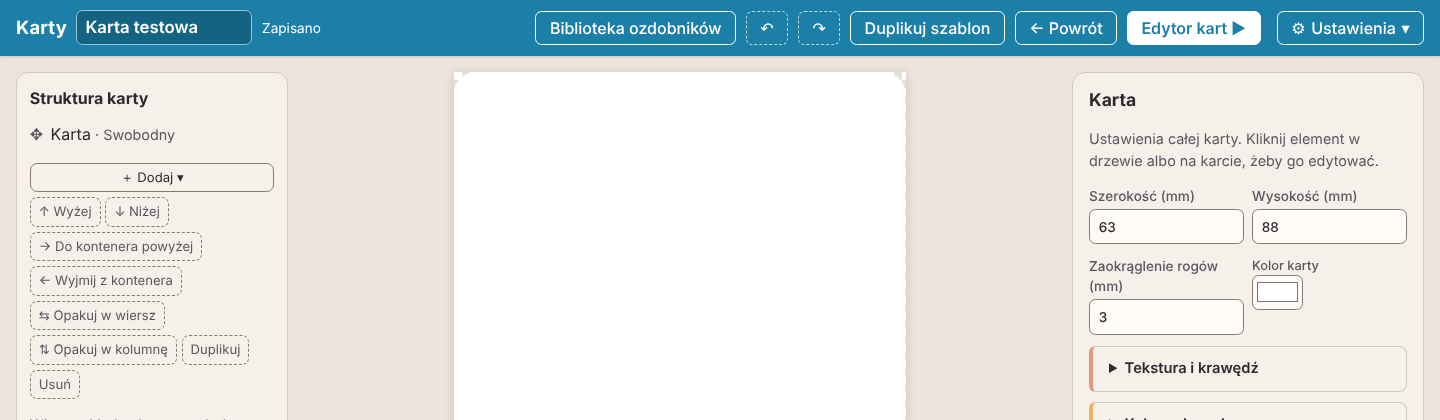 Karty Karta testowa Zapisano Biblioteka ozdobników ↶ ↷ Duplikuj szablon ← Powrót Edytor kart ▶ ⚙ Ustawienia ▾
Struktura karty
✥ Karta · Swobodny
+ Dodaj ▾
↑ Wyżej ↓ Niżej
→ Do kontenera powyżej
← Wyjmij z kontenera
⇆ Opakuj w wiersz
⇅ Opakuj w kolumnę Duplikuj
Usuń
Karta
Ustawienia całej karty. Kliknij element w
drzewie albo na karcie, żeby go edytować.
Szerokość (mm) Wysokość (mm)
63 88
Zaokrąglenie rogów
(mm)
Kolor karty
3
▶ Tekstura i krawędź